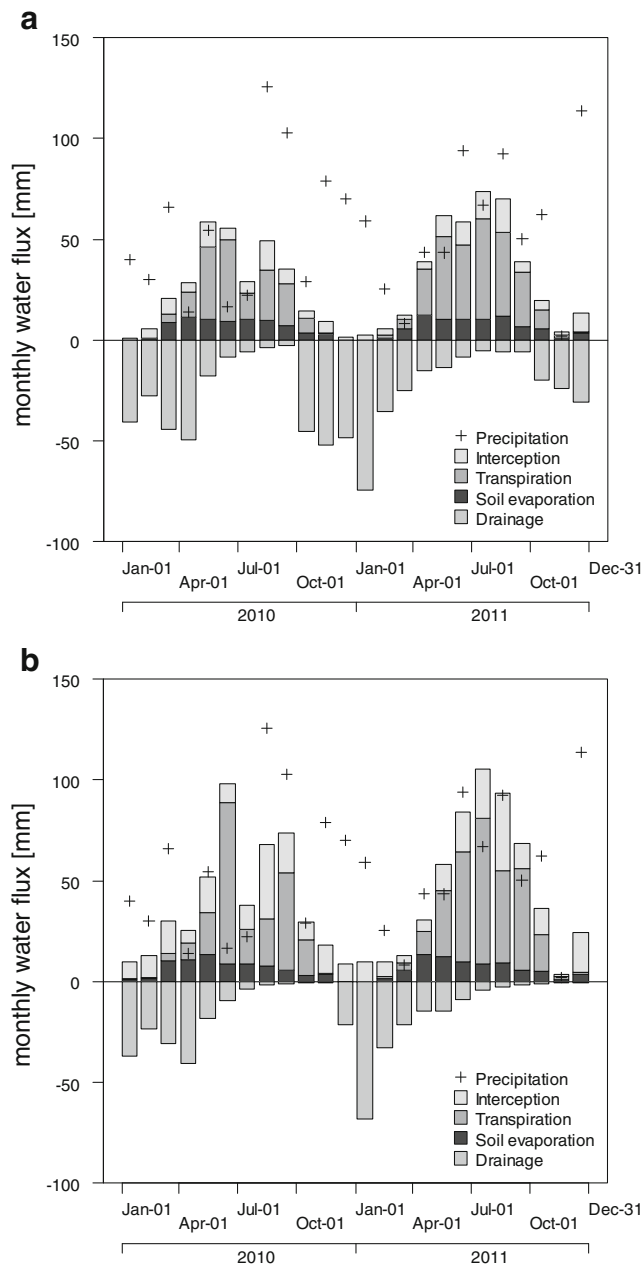 a
monthly water flux [mm]
150
100
50
0
-50
-100
Precipitation
Interception
Transpiration
Soil evaporation
Drainage
Jan-01
Apr-01
Jul-01
Oct-01
Jan-01
Apr-01
Jul-01
Oct-01
Dec-31
2010
2011
b
monthly water flux [mm]
150
100
50
0
-50
-100
Precipitation
Interception
Transpiration
Soil evaporation
Drainage
Jan-01
Apr-01
Jul-01
Oct-01
Jan-01
Apr-01
Jul-01
Oct-01
Dec-31
2010
2011